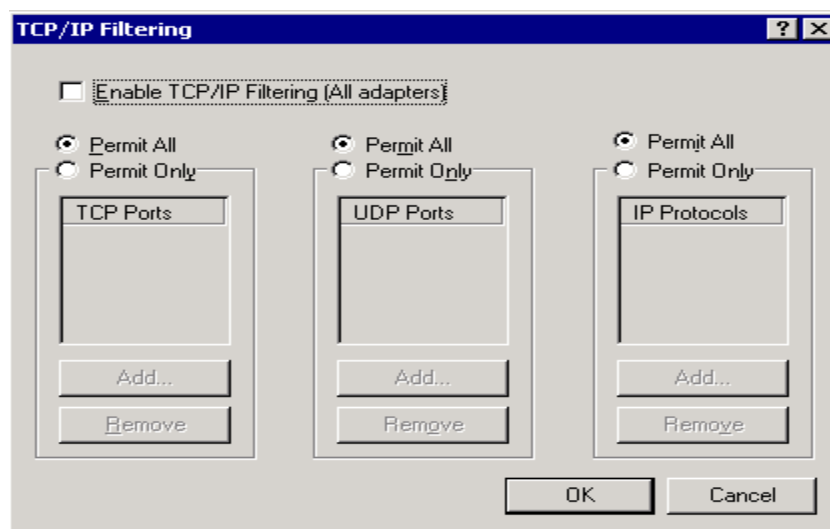 TCP/IP Filtering
Enable TCP/IP Filtering (All adapters)
Permit All
Permit Only
TCP Ports
Add...
Remove
Permit All
Permit Only
UDP Ports
Add...
Remove
Permit All
Permit Only
IP Protocols
Add...
Remove
OK
Cancel